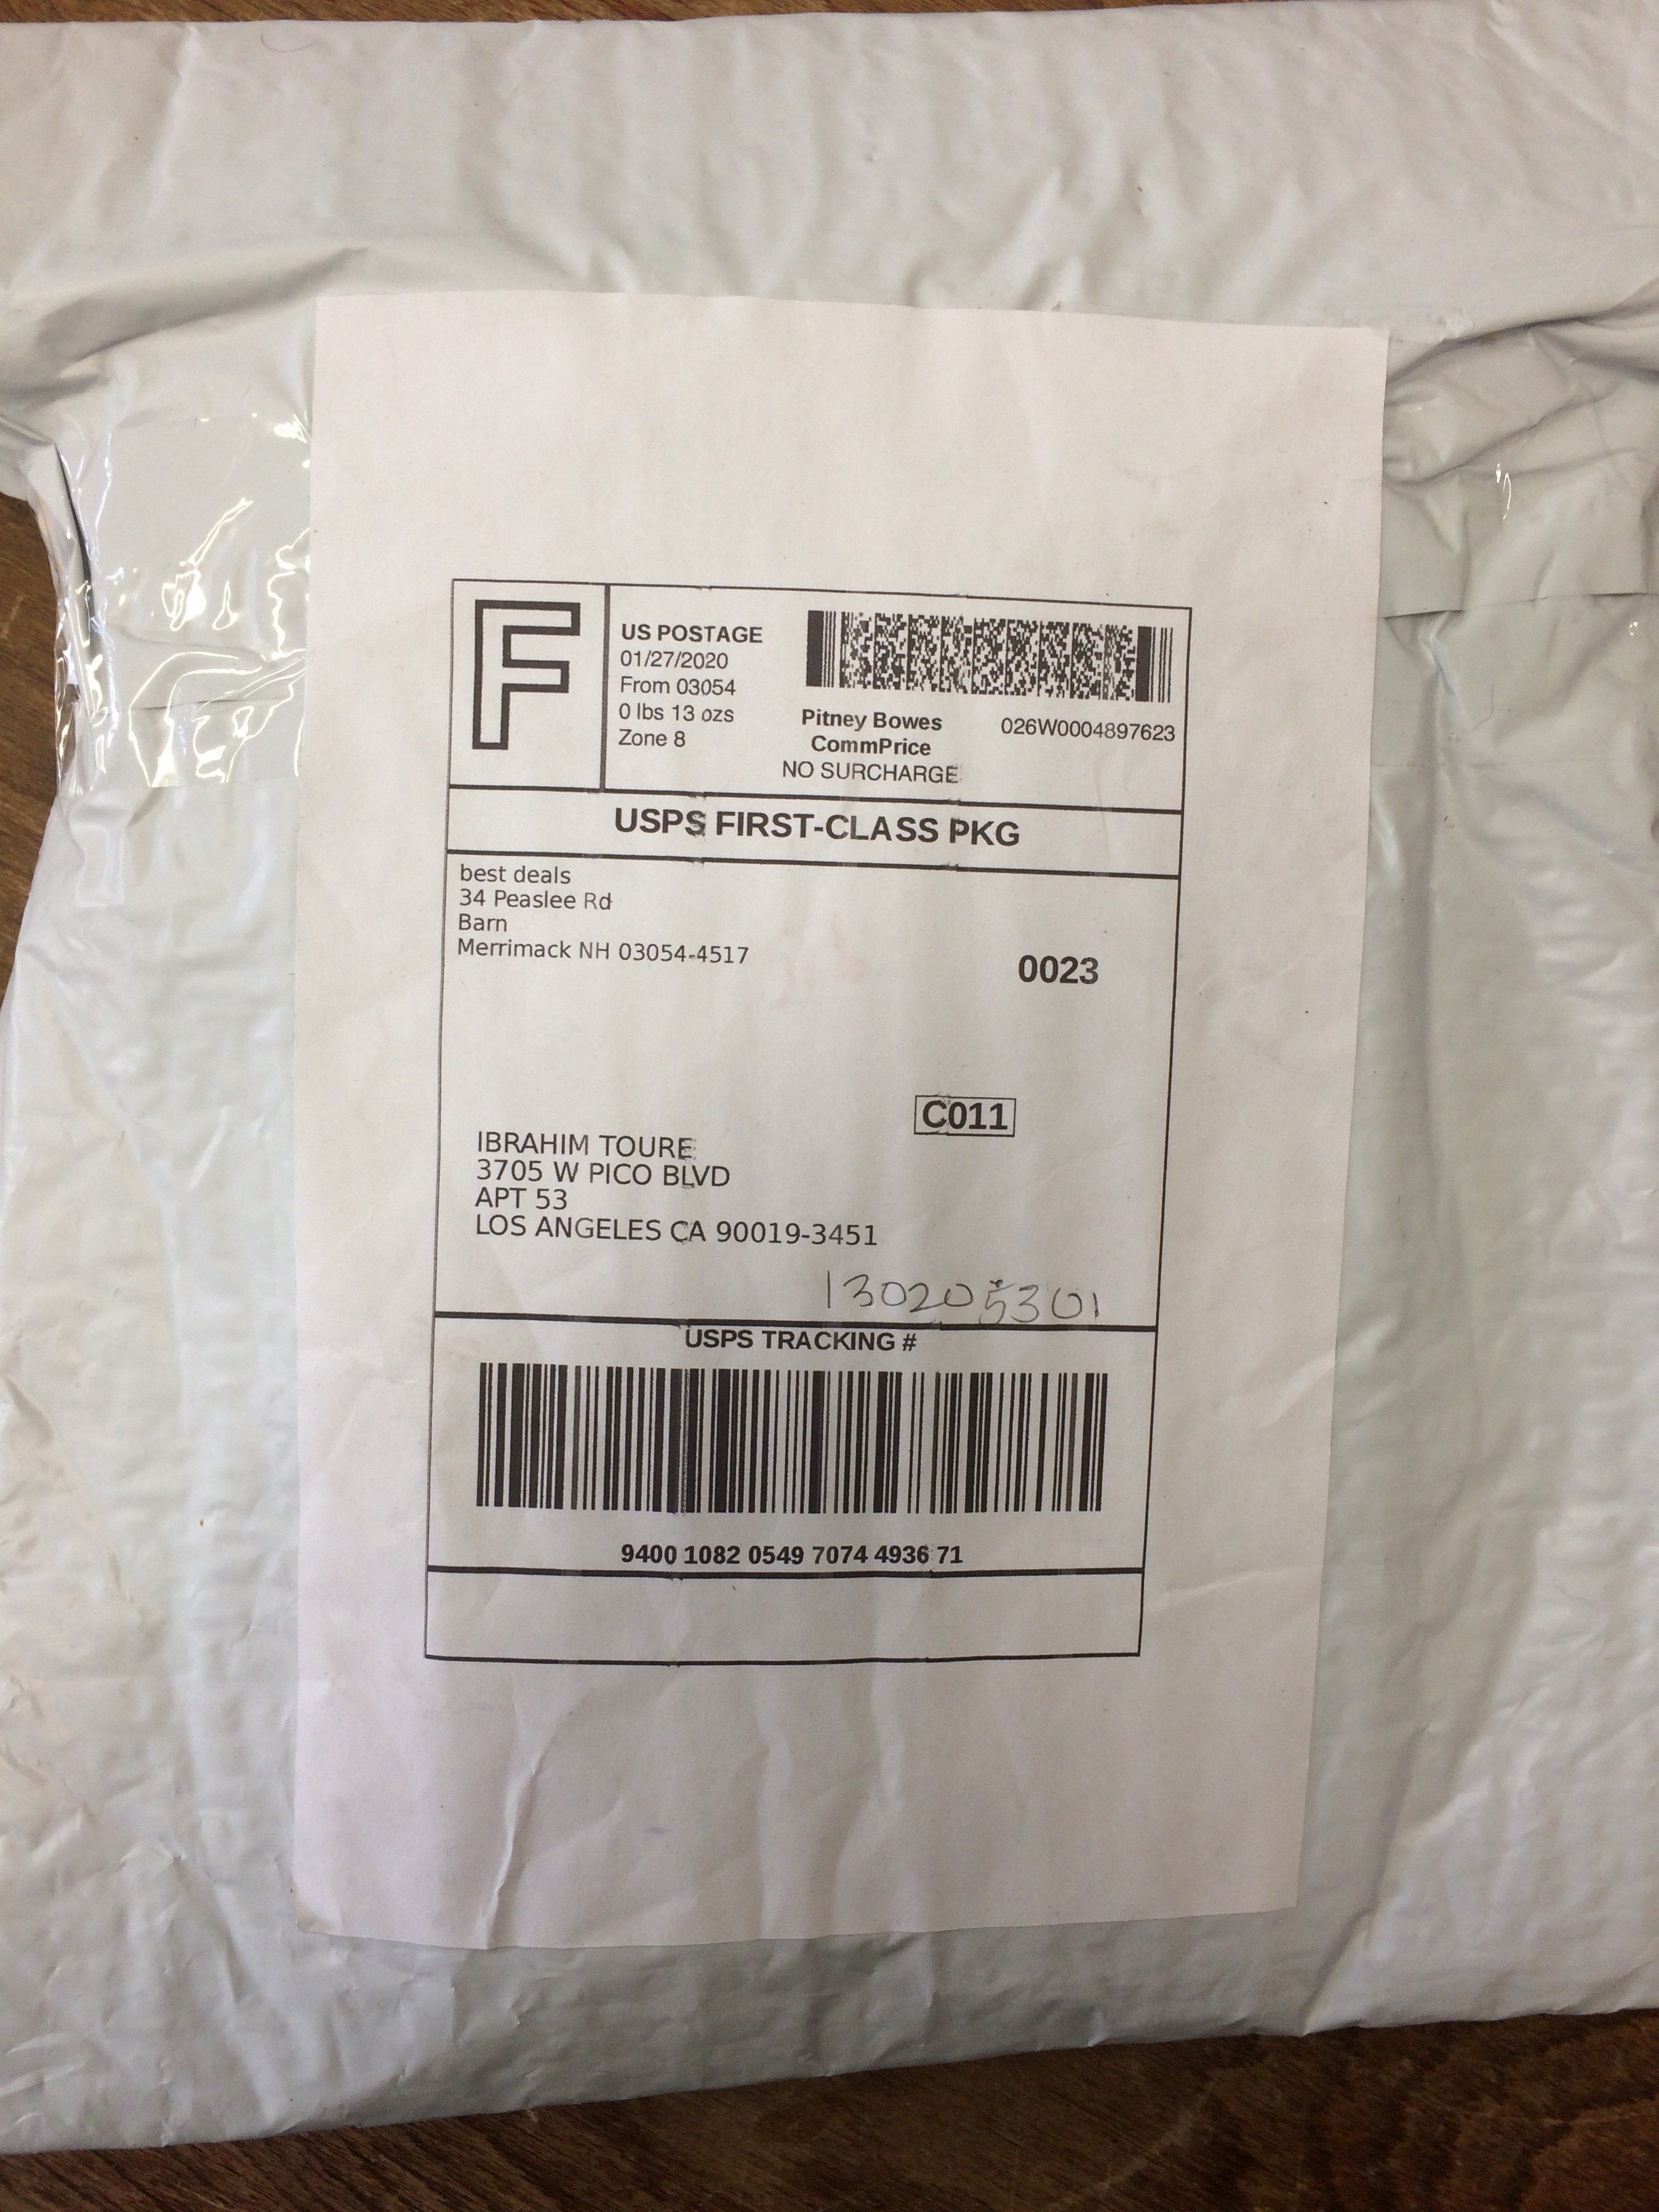 F
US POSTAGE
01/27/2020
From 03054
0 lbs 13 ozs
Zone 8
Pitney Bowes
CommPrice
NO SURCHARGE
026W0004897623
USPS FIRST-CLASS PKG
best deals
34 Peaslee Rd
Barn
Merrimack NH 03054-4517
0023
C011
IBRAHIM TOURE
3705 W PICO BLVD
APT 53
LOS ANGELES CA 90019-3451
130205301
USPS TRACKING #
9400 1082 0549 7074 4936 71